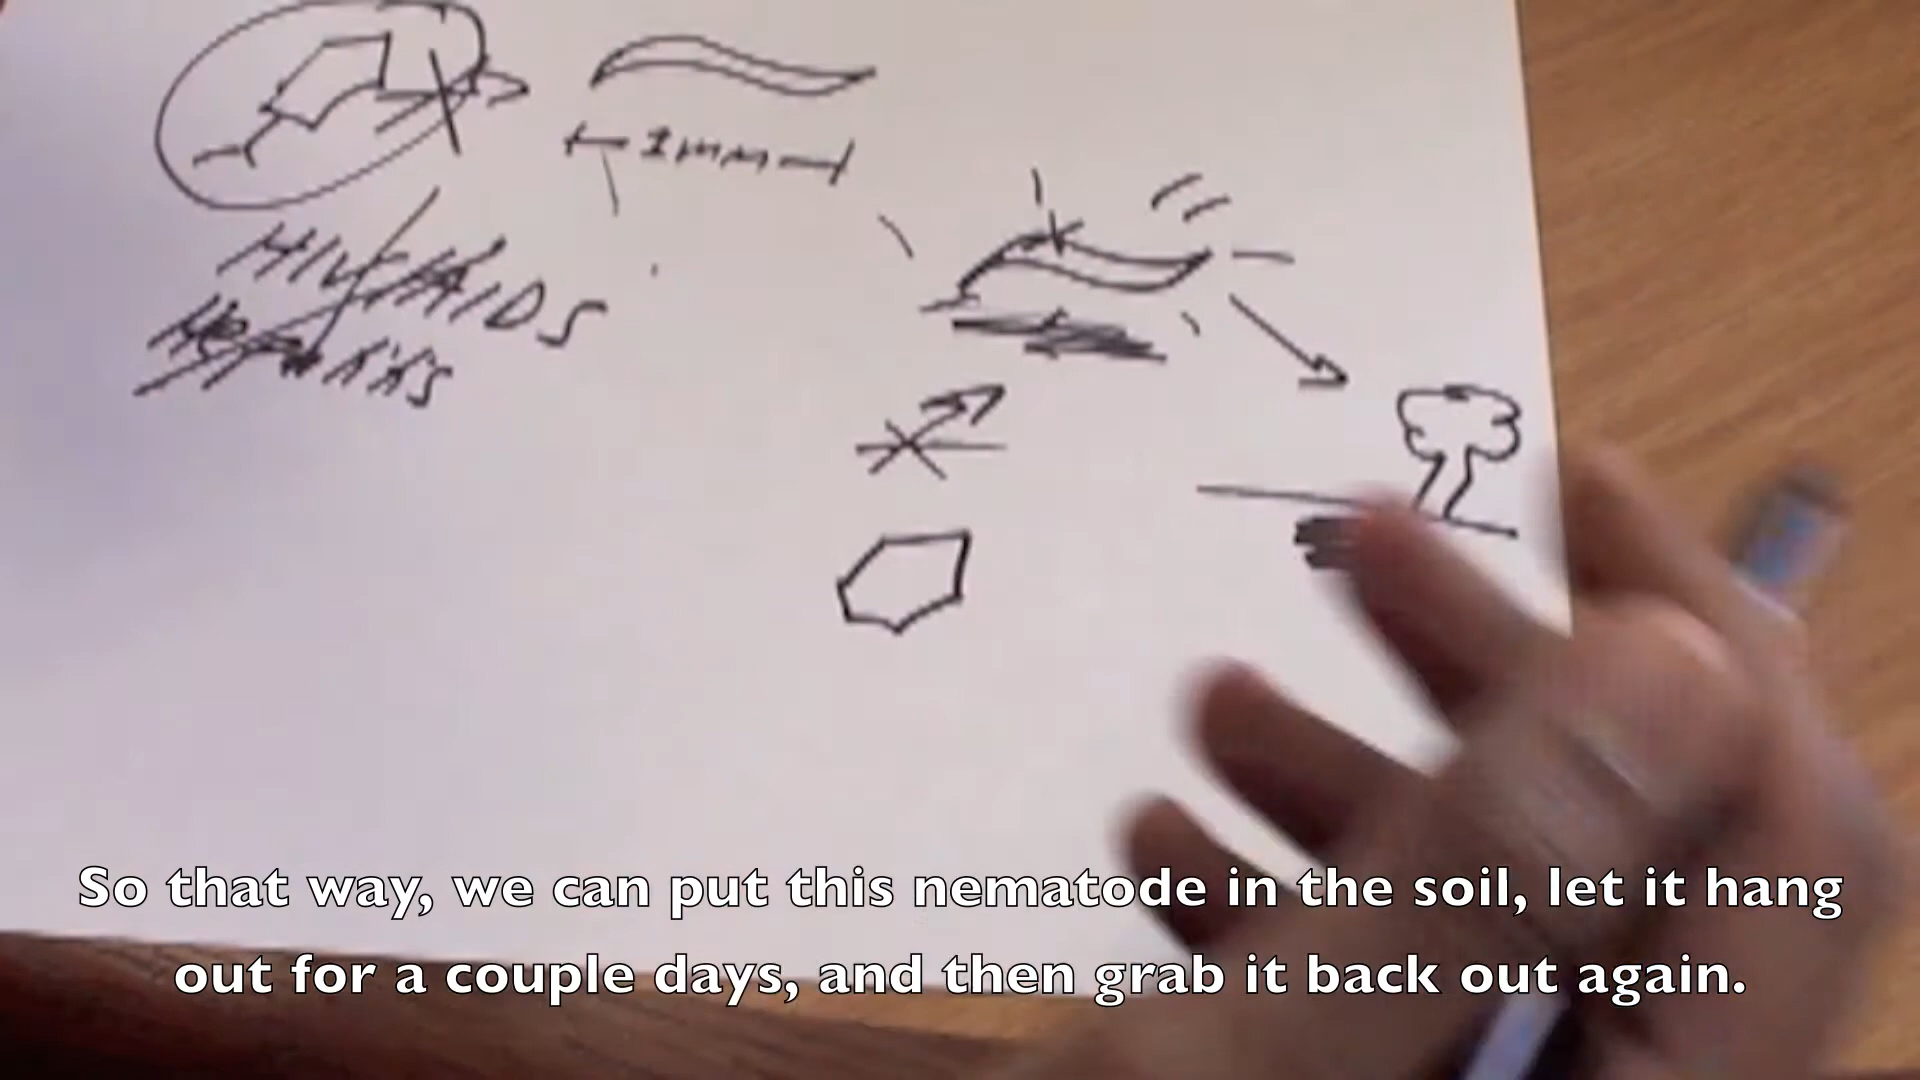 1mm
HIV/AIDS
So that way, we can put this nematode in the soil, let it hang
out for a couple days, and then grab it back out again.